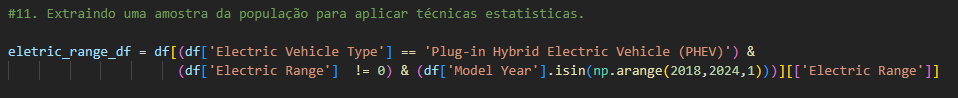 #11. Extraindo uma amostra da população para aplicar técnicas estatisticas.
eletric_range_df = df[(df['Electric Vehicle Type'] == 'Plug-in Hybrid Electric Vehicle (PHEV)') &
(df['Electric Range']  != 0) & (df['Model Year'].isin(np.arange(2018,2024,1)))][['Electric Range']]